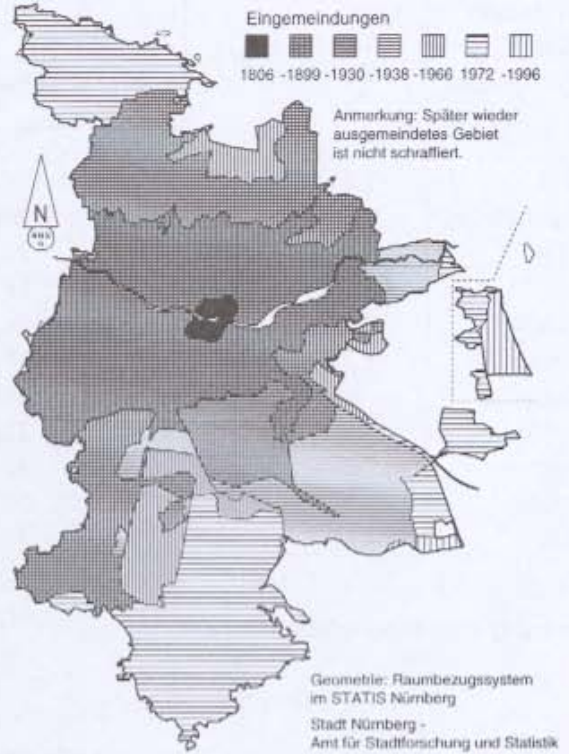 Eingemeindungen
1806 -1899 -1930 -1938 -1966 1972 -1996
Anmerkung: Später wieder
ausgemeindetes Gebiet
ist nicht schraffiert.
N
Geometrie: Raumbezugssystem
im STATIS Nürnberg
Stadt Nürnberg -
Amt für Stadtforschung und Statistik